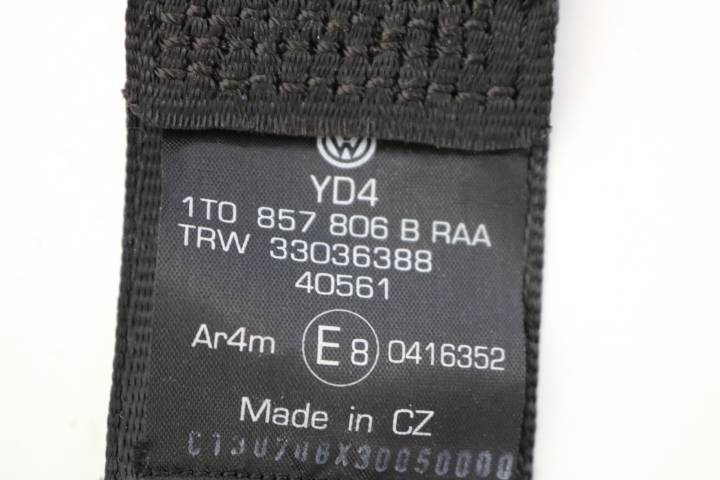 YD4
1T0 857 806 B RAA
TRW 33036388
40561
Ar4m E8 0416352
Made in CZ